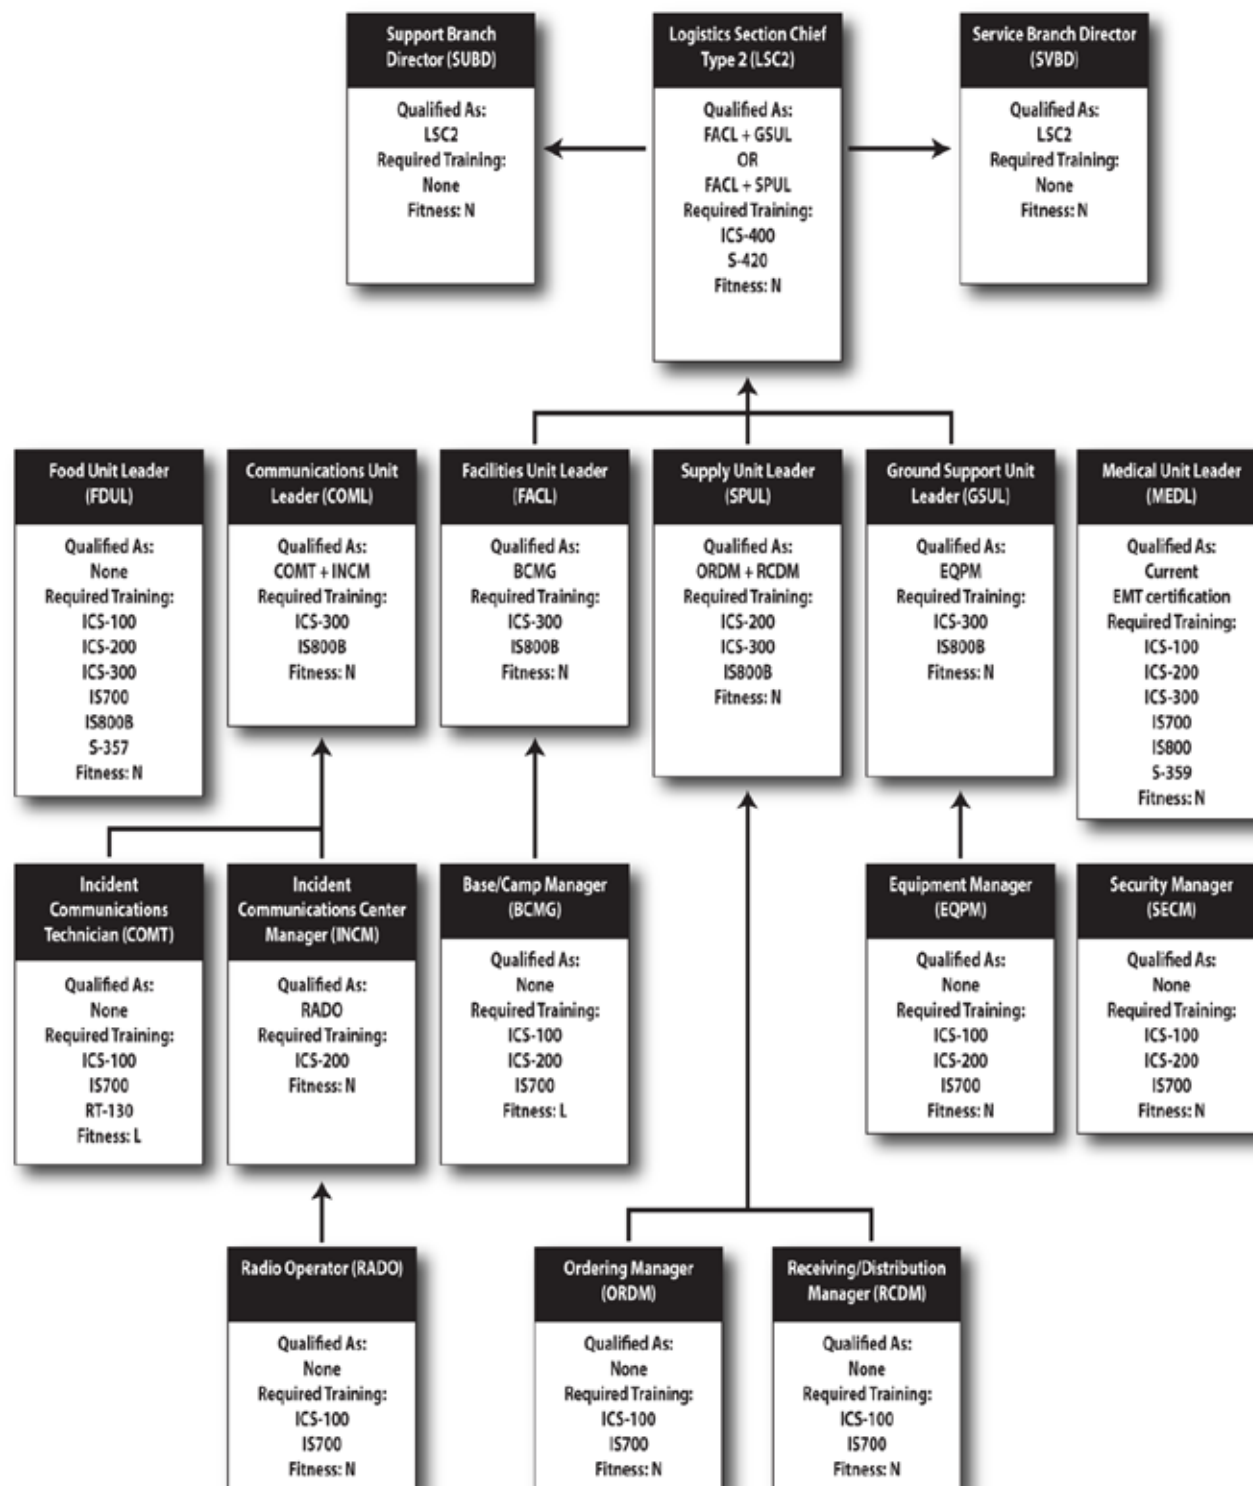 Support Branch
Director (SUBD)
Qualified As:
LSC2
Required Training:
None
Fitness: N
Logistics Section Chief
Type 2 (LSC2)
Qualified As:
FACL + GSUL
OR
FACL + SPUL
Required Training:
ICS-400
S-420
Fitness: N
Service Branch Director
(SVBD)
Qualified As:
LSC2
Required Training:
None
Fitness: N
Food Unit Leader
(FDUL)
Qualified As:
None
Required Training:
ICS-100
ICS-200
ICS-300
IS700
IS800B
S-357
Fitness: N
Communications Unit
Leader (COML)
Qualified As:
COMT + INCM
Required Training:
ICS-300
IS800B
Fitness: N
Facilities Unit Leader
(FACL)
Qualified As:
BCMG
Required Training:
ICS-300
IS800B
Fitness: N
Supply Unit Leader
(SPUL)
Qualified As:
ORDM + RCDM
Required Training:
ICS-200
ICS-300
IS800B
Fitness: N
Ground Support Unit
Leader (GSUL)
Qualified As:
EQPM
Required Training:
ICS-300
IS800B
Fitness: N
Medical Unit Leader
(MEDL)
Qualified As:
Current
EMT certification
Required Training:
ICS-100
ICS-200
ICS-300
IS700
IS800
S-359
Fitness: N
Incident
Communications
Technician (COMT)
Qualified As:
None
Required Training:
ICS-100
IS700
RT-130
Fitness: L
Incident
Communications Center
Manager (INCM)
Qualified As:
RADO
Required Training:
ICS-200
Fitness: N
Base/Camp Manager
(BCMG)
Qualified As:
None
Required Training:
ICS-100
ICS-200
IS700
Fitness: L
Equipment Manager
(EQPM)
Qualified As:
None
Required Training:
ICS-100
ICS-200
IS700
Fitness: N
Security Manager
(SECM)
Qualified As:
None
Required Training:
ICS-100
ICS-200
IS700
Fitness: N
Radio Operator (RADO)
Qualified As:
None
Required Training:
ICS-100
IS700
Fitness: N
Ordering Manager
(ORDM)
Qualified As:
None
Required Training:
ICS-100
IS700
Fitness: N
Receiving/Distribution
Manager (RCDM)
Qualified As:
None
Required Training:
ICS-100
IS700
Fitness: N